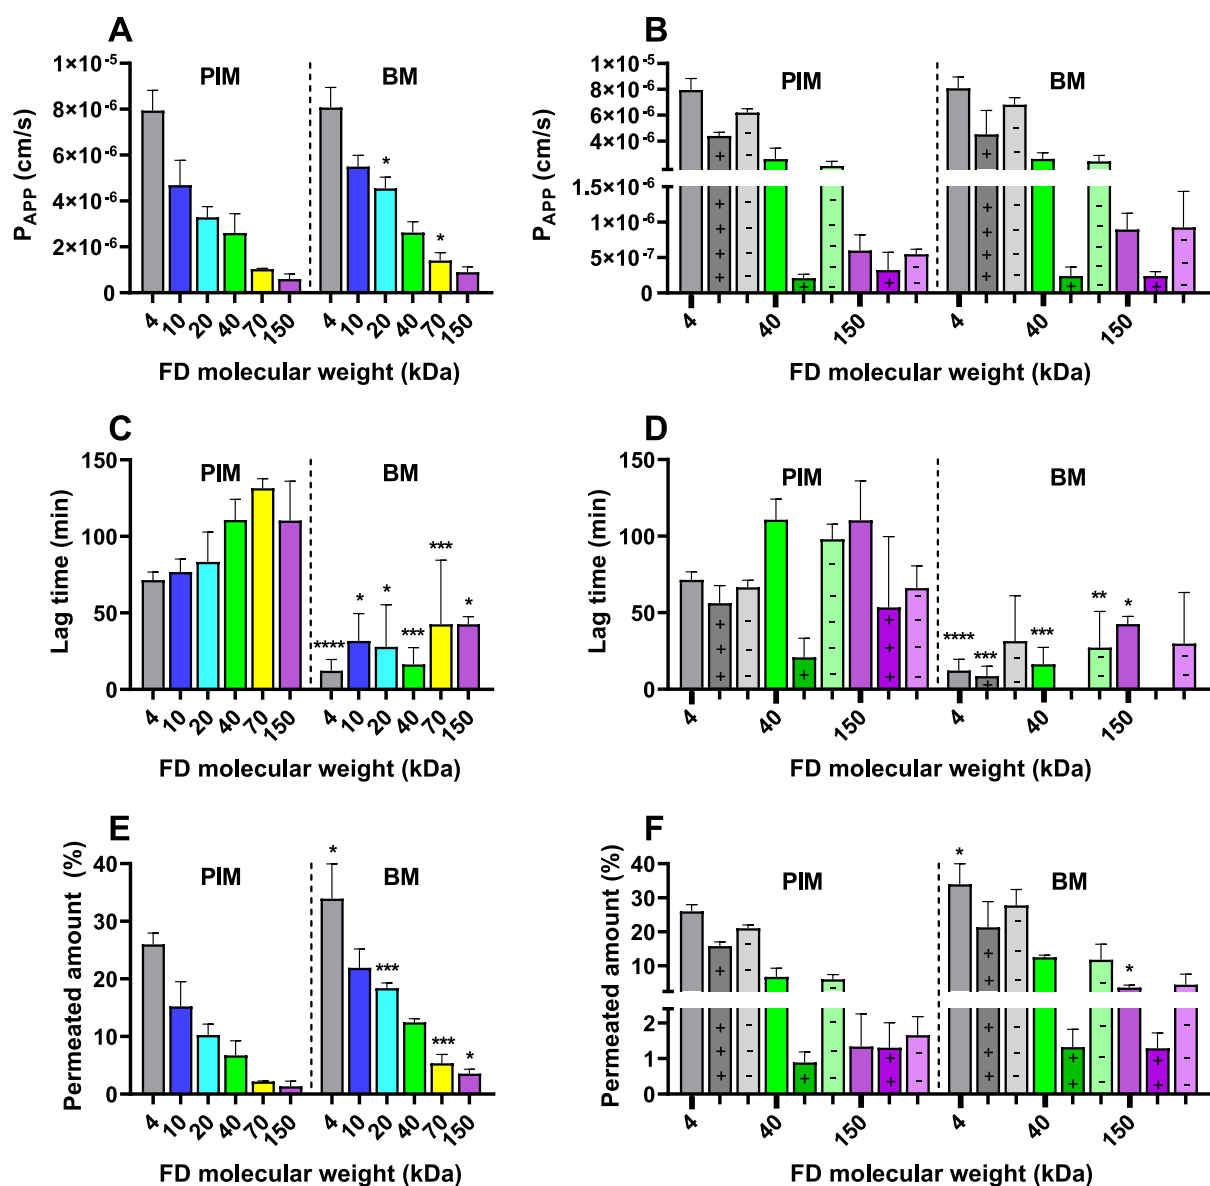 A
PIM
BM
P_APP (cm/s)
1×10^-5
8×10^-6
6×10^-6
4×10^-6
2×10^-6
0
*
*
4 10 20 40 70 150 4 10 20 40 70 150
FD molecular weight (kDa)
B
PIM
BM
P_APP (cm/s)
1×10^-5
8×10^-6
6×10^-6
4×10^-6
1.5×10^-6
1×10^-6
5×10^-7
0
4 40 150 4 40 150
FD molecular weight (kDa)
C
PIM
BM
Lag time (min)
150
100
50
0
**** * * *** *** *
4 10 20 40 70 150 4 10 20 40 70 150
FD molecular weight (kDa)
D
PIM
BM
Lag time (min)
150
100
50
0
**** *** *** ** *
4 40 150 4 40 150
FD molecular weight (kDa)
E
PIM
BM
Permeated amount (%)
40
30
20
10
0
* *** *** *
4 10 20 40 70 150 4 10 20 40 70 150
FD molecular weight (kDa)
F
PIM
BM
Permeated amount (%)
40
30
20
10
2
1
0
* *
4 40 150 4 40 150
FD molecular weight (kDa)